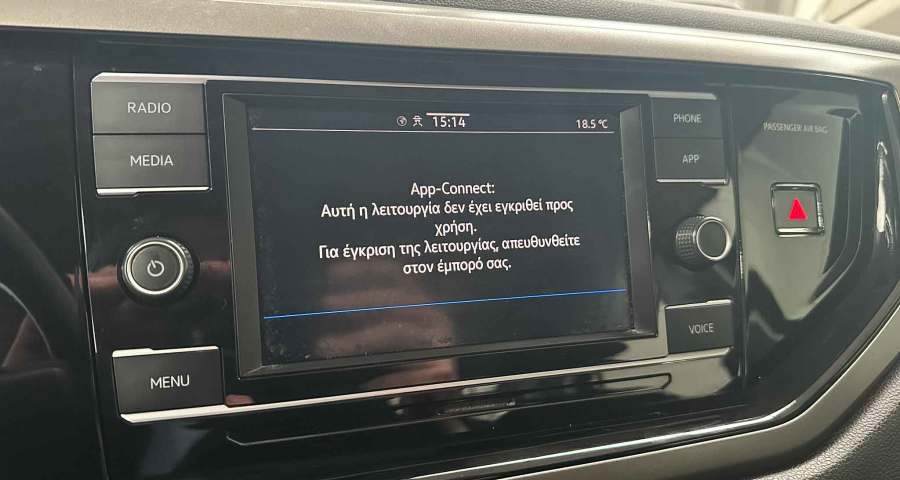 RADIO
MEDIA
MENU
15:14
18.5 °C
App-Connect:
Αυτή η λειτουργία δεν έχει εγκριθεί προς
χρήση.
Για έγκριση της λειτουργίας, απευθυνθείτε
στον έμπορό σας.
PHONE
APP
VOICE
PASSENGER AIR BAG